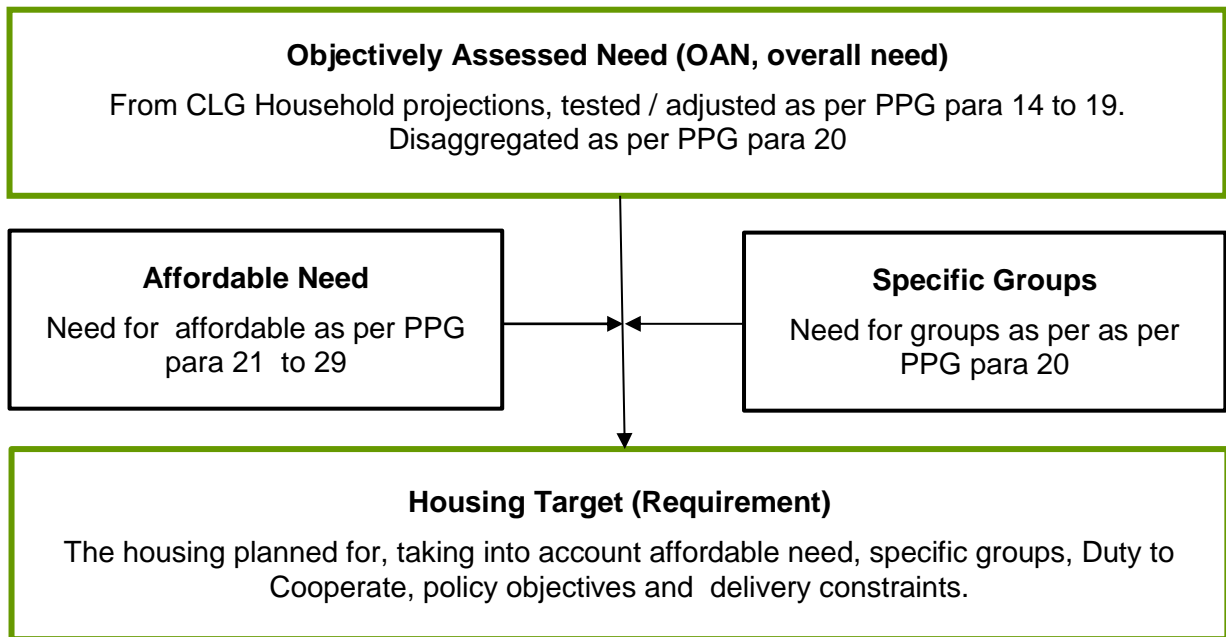 Objectively Assessed Need (OAN, overall need)
From CLG Household projections, tested / adjusted as per PPG para 14 to 19.
Disaggregated as per PPG para 20
Affordable Need
Need for affordable as per PPG
para 21 to 29
Specific Groups
Need for groups as per as per
PPG para 20
Housing Target (Requirement)
The housing planned for, taking into account affordable need, specific groups, Duty to
Cooperate, policy objectives and delivery constraints.